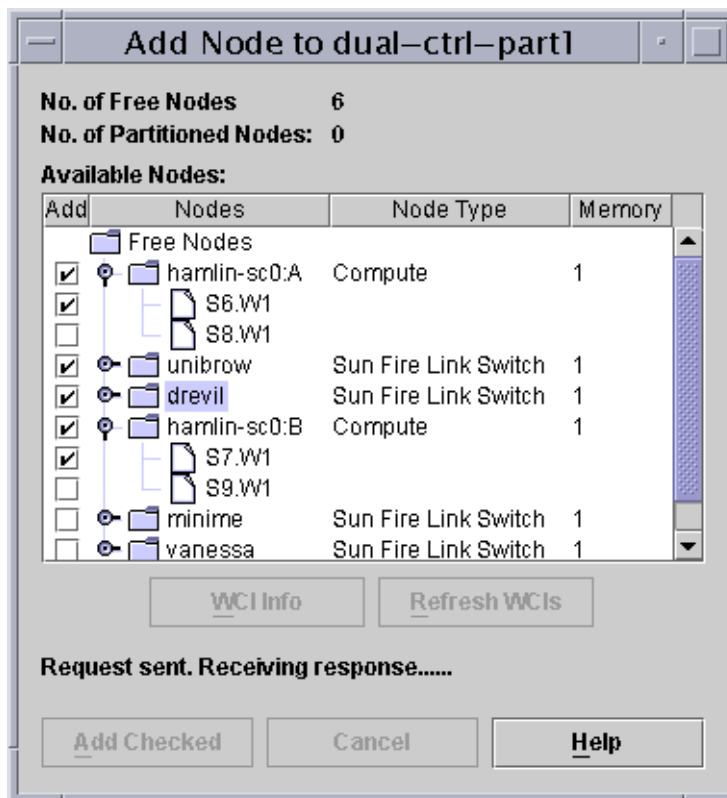 Add Node to dual-ctrl-part1
No. of Free Nodes 6
No. of Partitioned Nodes: 0
Available Nodes:
Add Nodes Node Type Memory
Free Nodes
hamlin-sc0:A Compute 1
S6.W1
S8.W1
unibrow Sun Fire Link Switch 1
drevil Sun Fire Link Switch 1
hamlin-sc0:B Compute 1
S7.W1
S9.W1
minime Sun Fire Link Switch 1
vanessa Sun Fire Link Switch 1
WCI Info Refresh WCIs
Request sent. Receiving response......
Add Checked Cancel Help